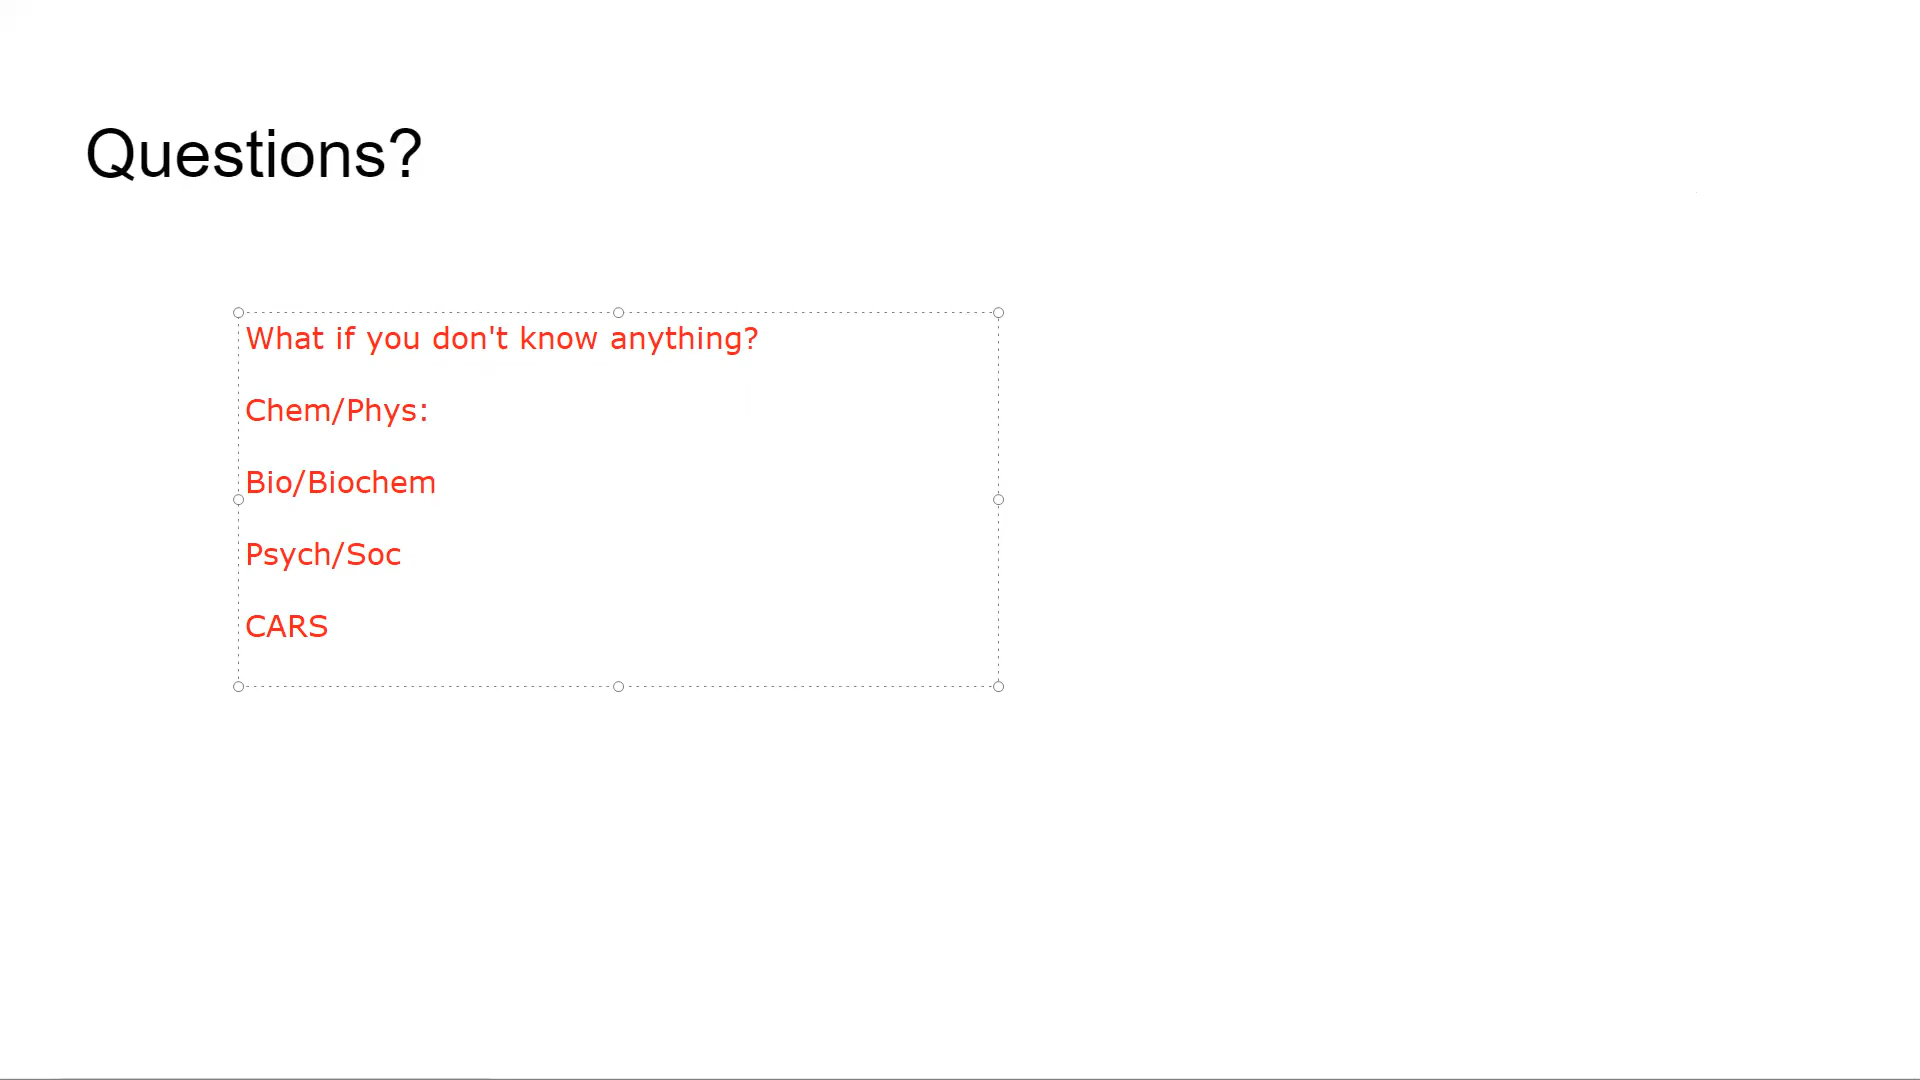 Questions?
What if you don't know anything?
Chem/Phys:
Bio/Biochem
Psych/Soc
CARS